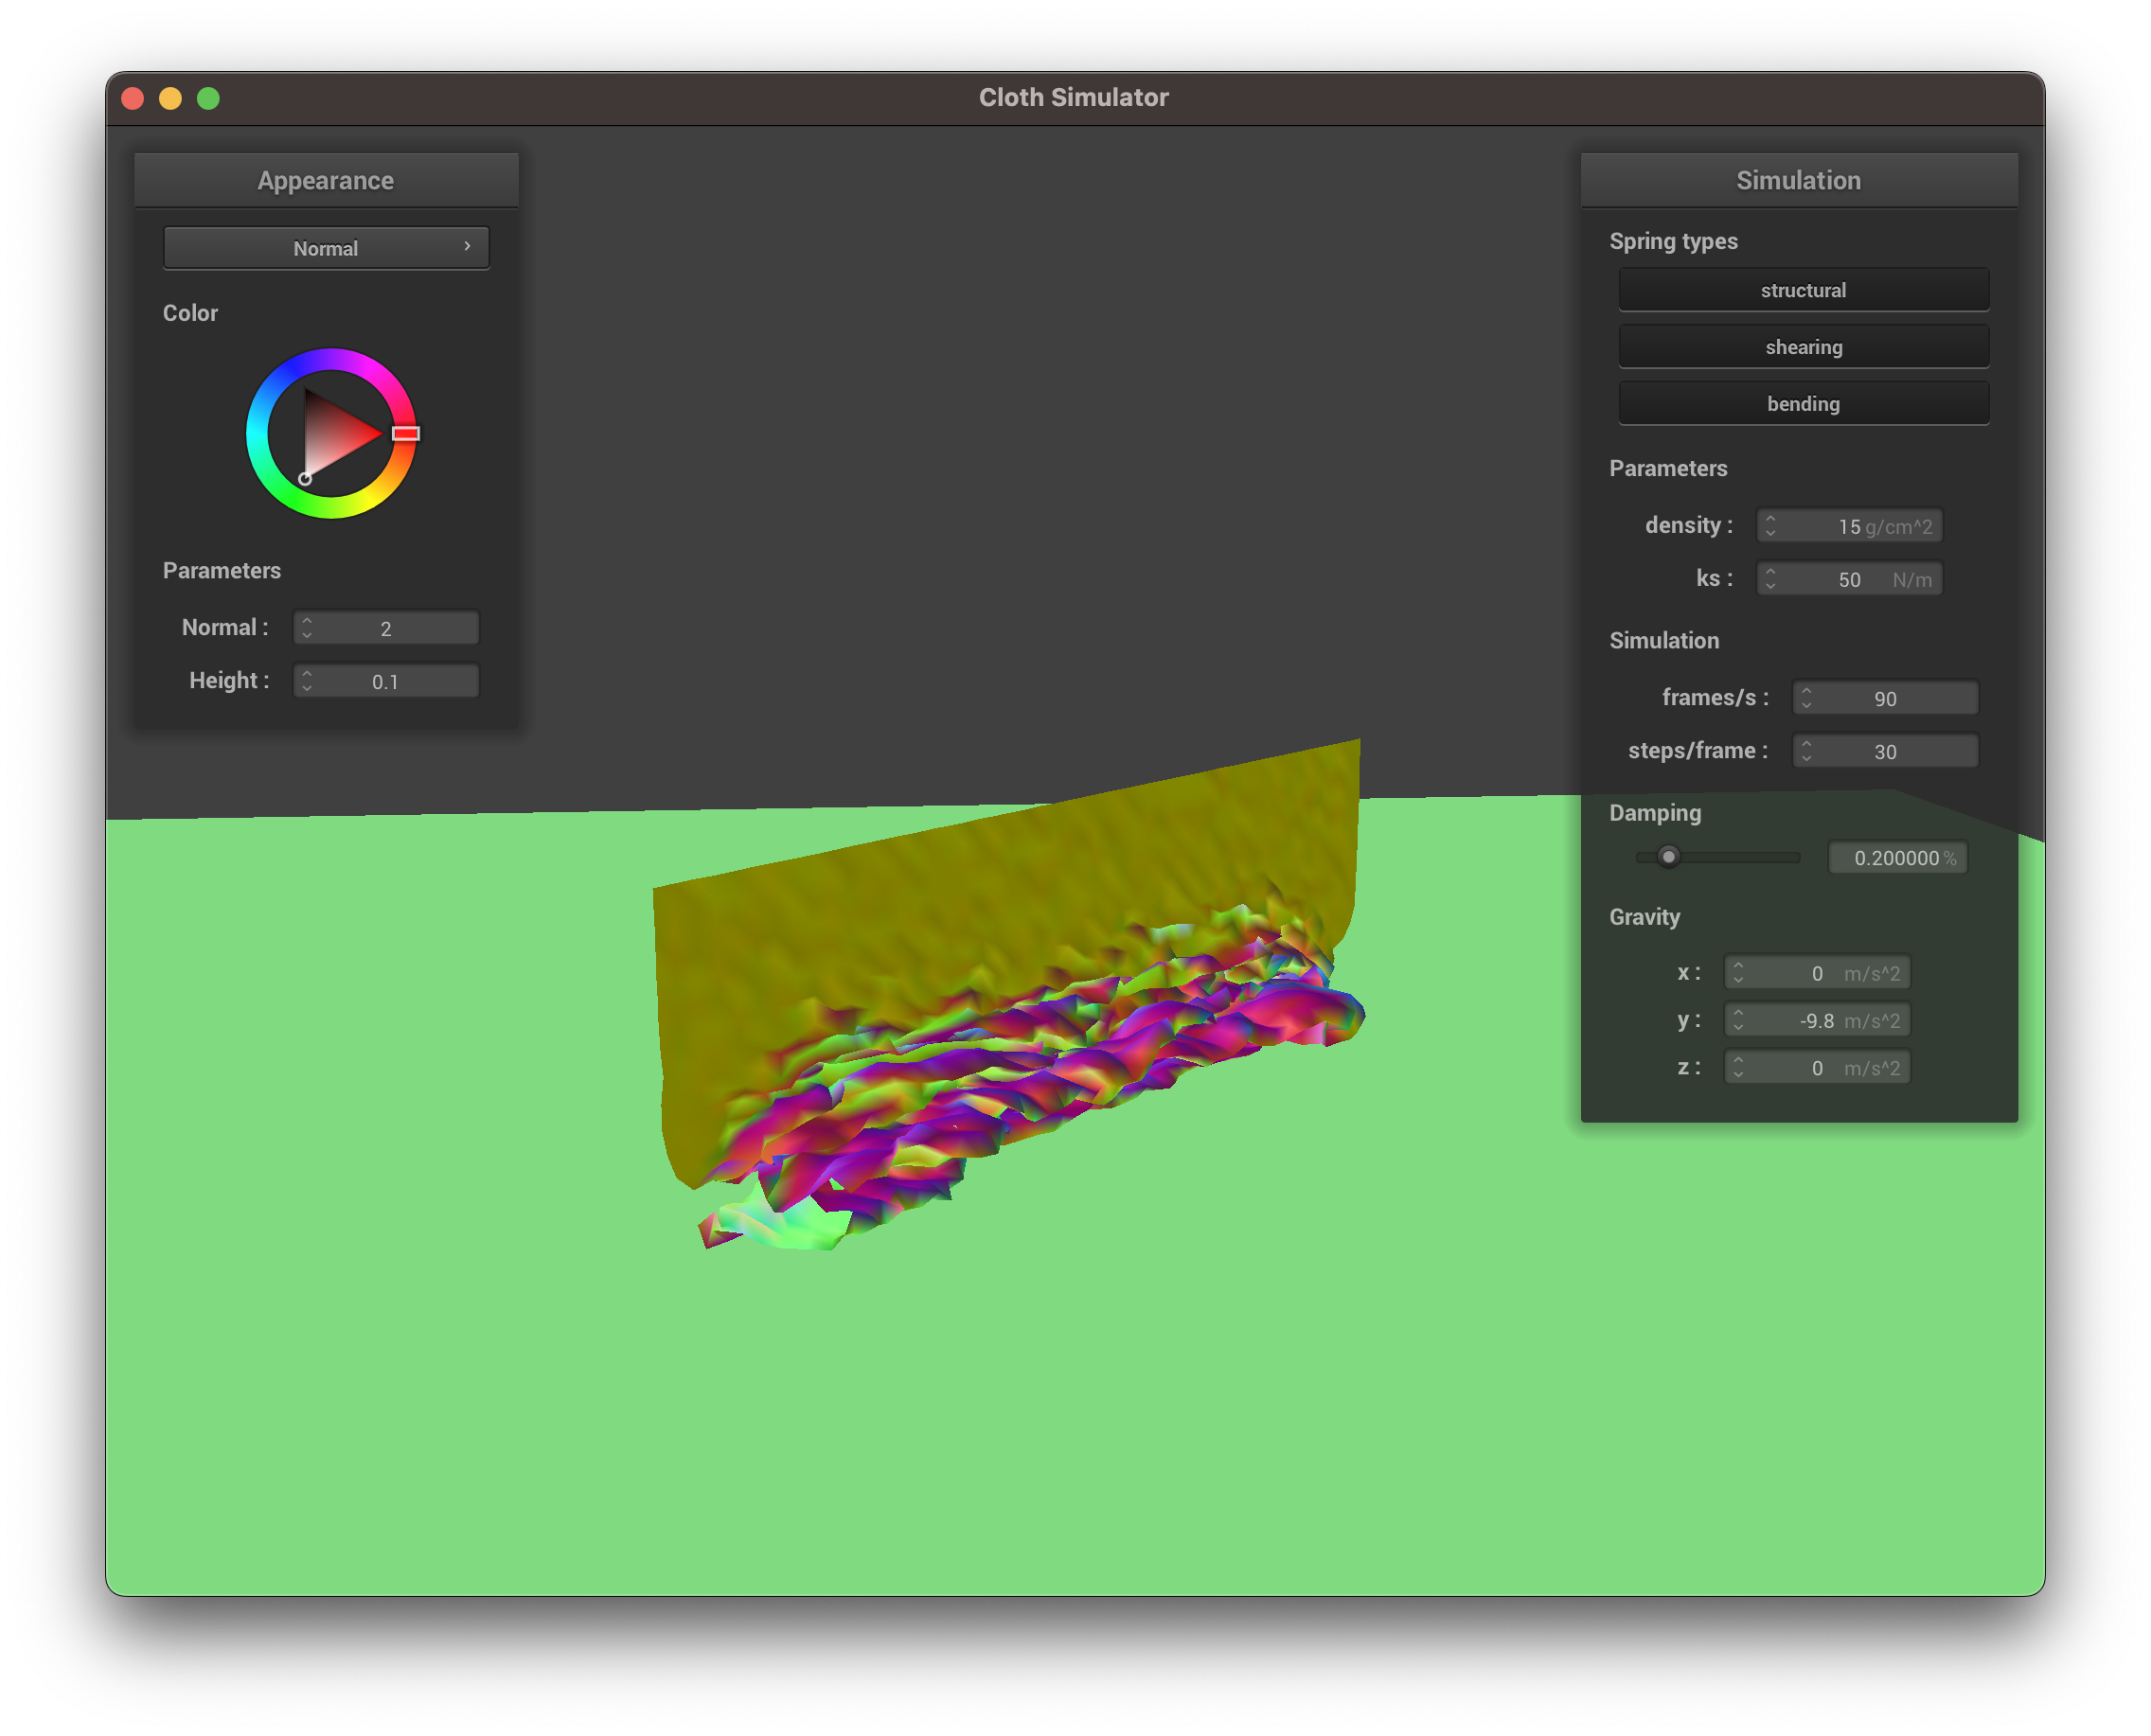 Cloth Simulator
Appearance
Normal
Color
Parameters
Normal : 2
Height : 0.1
Simulation
Spring types
structural
shearing
bending
Parameters
density : 15 g/cm^2
ks : 50 N/m
Simulation
frames/s : 90
steps/frame : 30
Damping
0.200000 %
Gravity
x : 0 m/s^2
y : -9.8 m/s^2
z : 0 m/s^2